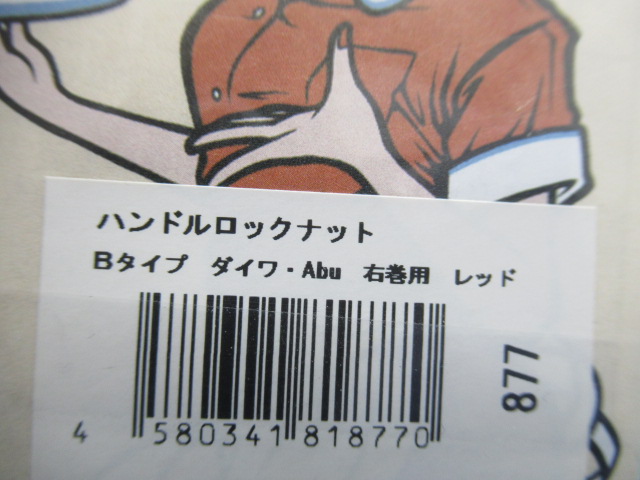 ハンドルロックナット
Bタイプ ダイワ・Abu 右巻用 レッド
877
4 580341 818770